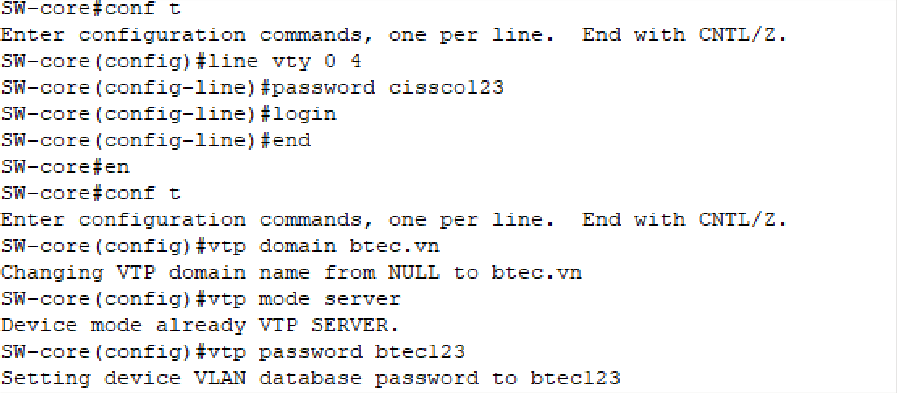 SW-core#conf t
Enter configuration commands, one per line.  End with CNTL/Z.
SW-core(config)#line vty 0 4
SW-core(config-line)#password cissco123
SW-core(config-line)#login
SW-core(config-line)#end
SW-core#en
SW-core#conf t
Enter configuration commands, one per line.  End with CNTL/Z.
SW-core(config)#vtp domain btec.vn
Changing VTP domain name from NULL to btec.vn
SW-core(config)#vtp mode server
Device mode already VTP SERVER.
SW-core(config)#vtp password btec123
Setting device VLAN database password to btec123